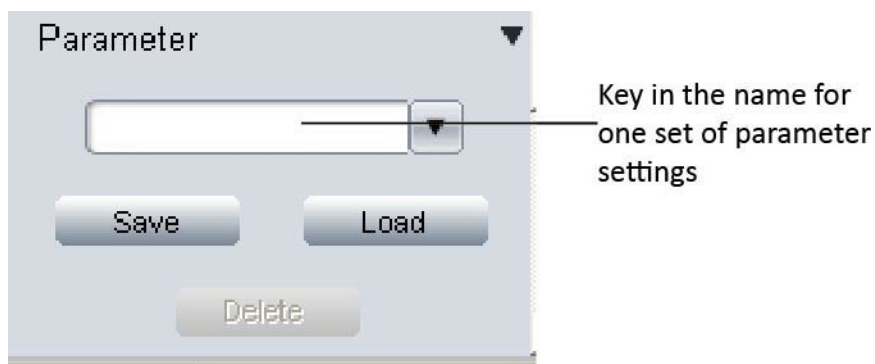 Parameter
Key in the name for
one set of parameter
settings
Save
Load
Delete